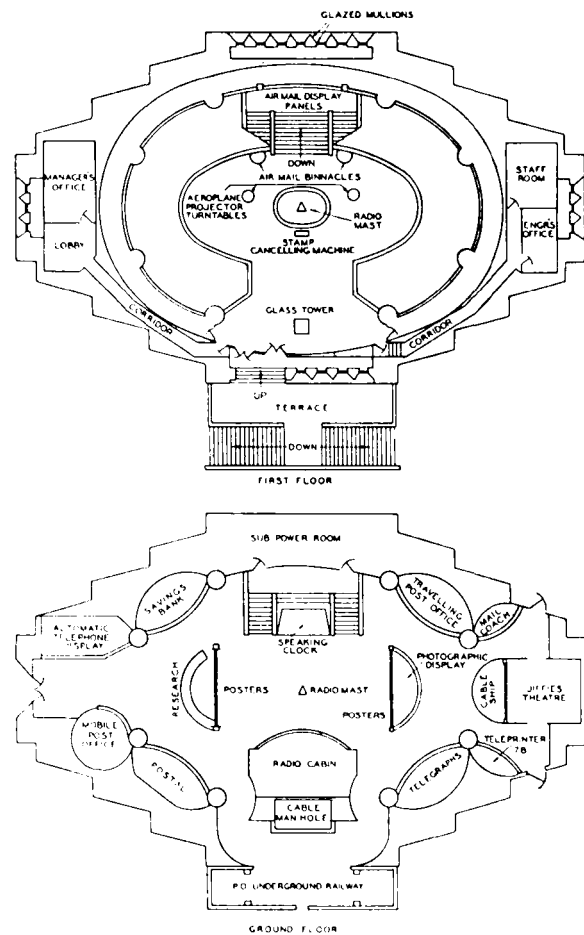 GLAZED MULLIONS
AIR MAIL DISPLAY
PANELS
DOWN
MANAGER'S
OFFICE
AIR MAIL BINNACLES
STAFF
ROOM
AEROPLANE
PROJECTOR
TURNTABLES
RADIO
MAST
LOBBY
ENGR'S
OFFICE
STAMP
CANCELLING MACHINE
GLASS TOWER
CORRIDOR
CORRIDOR
UP
TERRACE
DOWN
FIRST FLOOR
SUB POWER ROOM
SAVINGS
BANK
TRAVELLING
POST OFFICE
MAIL
COACH
AUTOMATIC
TELEPHONE
DISPLAY
SPEAKING
CLOCK
PHOTOGRAPHIC
DISPLAY
RESEARCH
POSTERS
RADIO MAST
POSTERS
CABLE
SHIP
JIFFIES
THEATRE
MOBILE
POST
OFFICE
POSTAL
RADIO CABIN
TELEGRAPHS
TELEPRINTER
7B
CABLE
MAN HOLE
P.O. UNDERGROUND RAILWAY
GROUND FLOOR